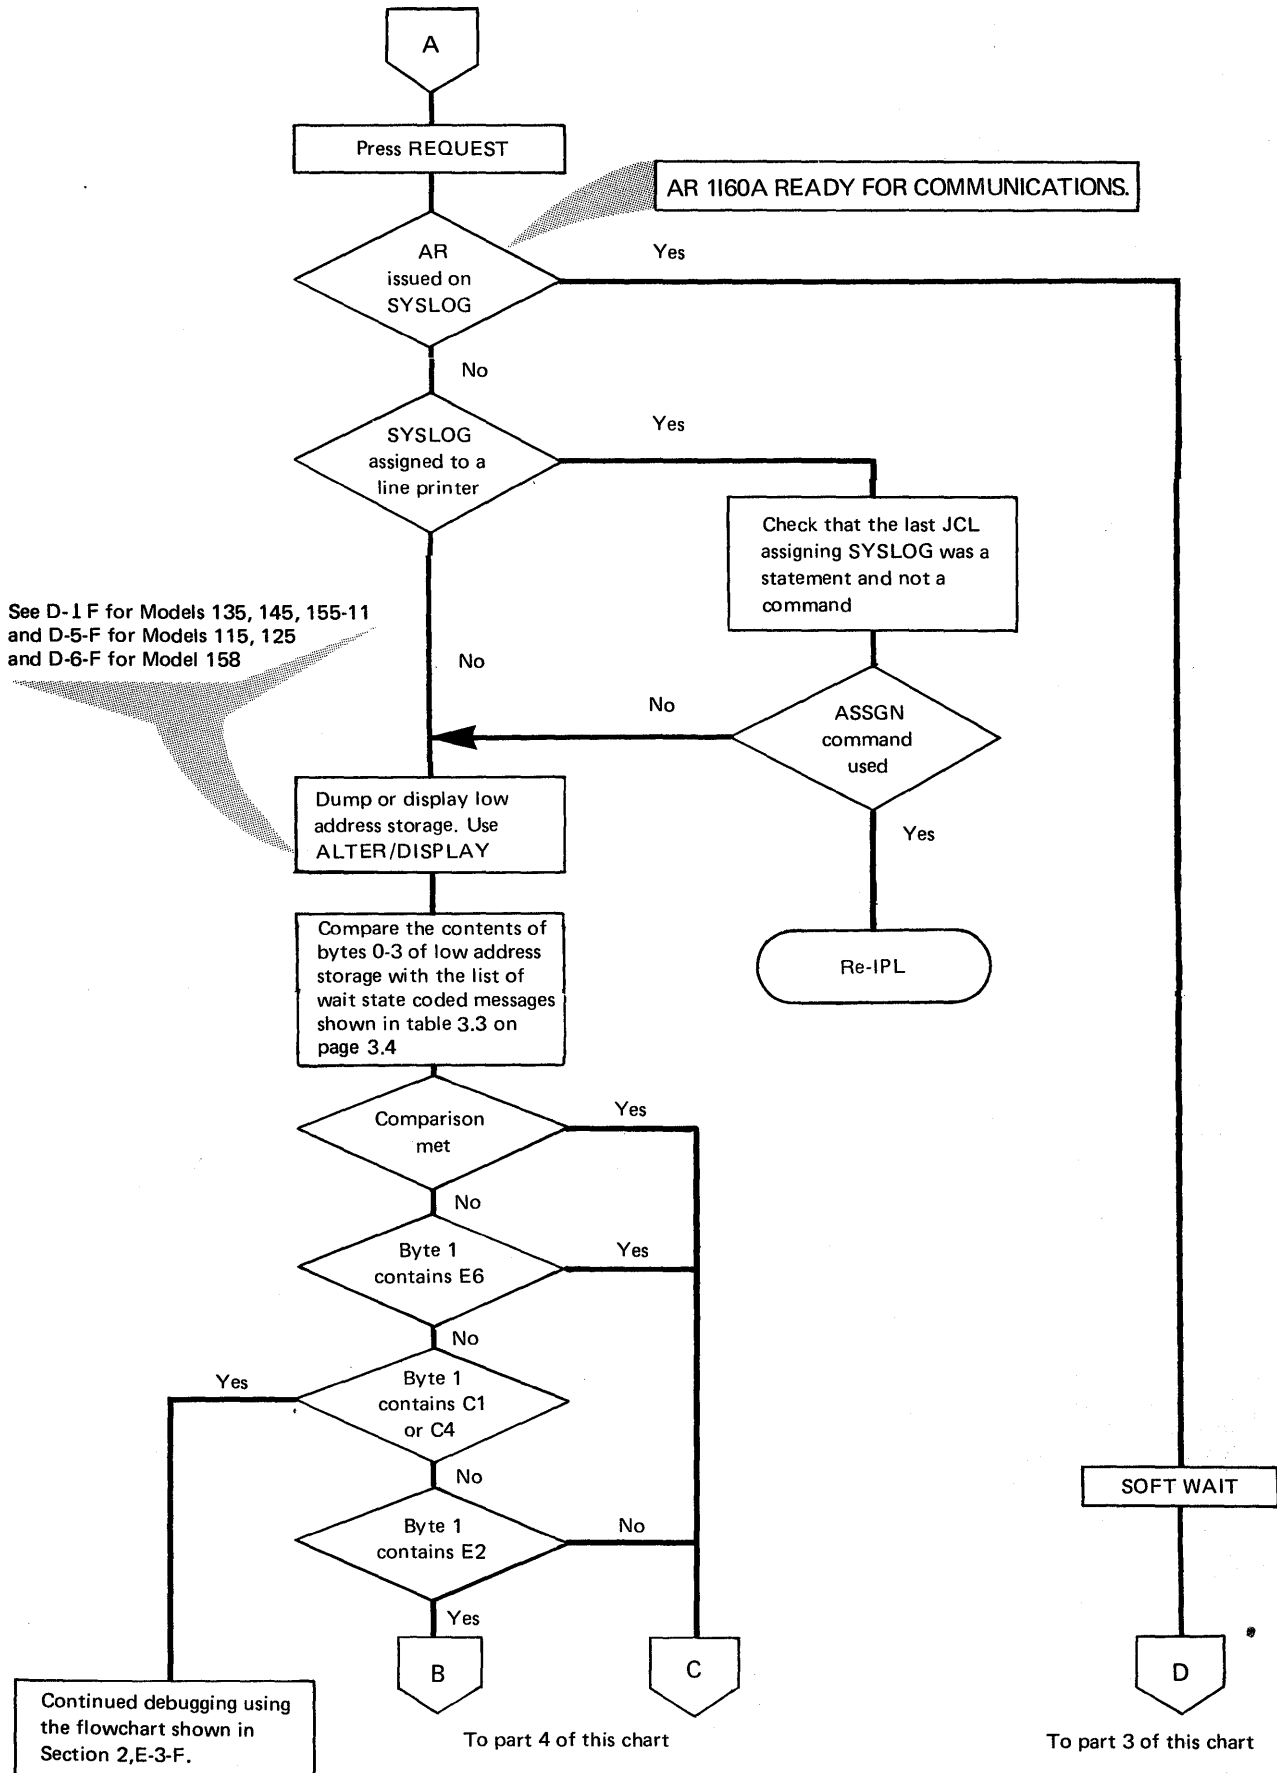 A
Press REQUEST
AR 1I60A READY FOR COMMUNICATIONS.
AR
issued on
SYSLOG
Yes
No
SYSLOG
assigned to a
line printer
Yes
Check that the last JCL
assigning SYSLOG was a
statement and not a
command
See D-1 F for Models 135, 145, 155-11
and D-5-F for Models 115, 125
and D-6-F for Model 158
No
No
ASSGN
command
used
Dump or display low
address storage. Use
ALTER/DISPLAY
Yes
Compare the contents of
bytes 0-3 of low address
storage with the list of
wait state coded messages
shown in table 3.3 on
page 3.4
Re-IPL
Comparison
met
Yes
No
Byte 1
contains E6
Yes
No
Byte 1
contains C1
or C4
Yes
No
Byte 1
contains E2
No
SOFT WAIT
Yes
B
C
D
Continued debugging using
the flowchart shown in
Section 2,E-3-F.
To part 4 of this chart
To part 3 of this chart